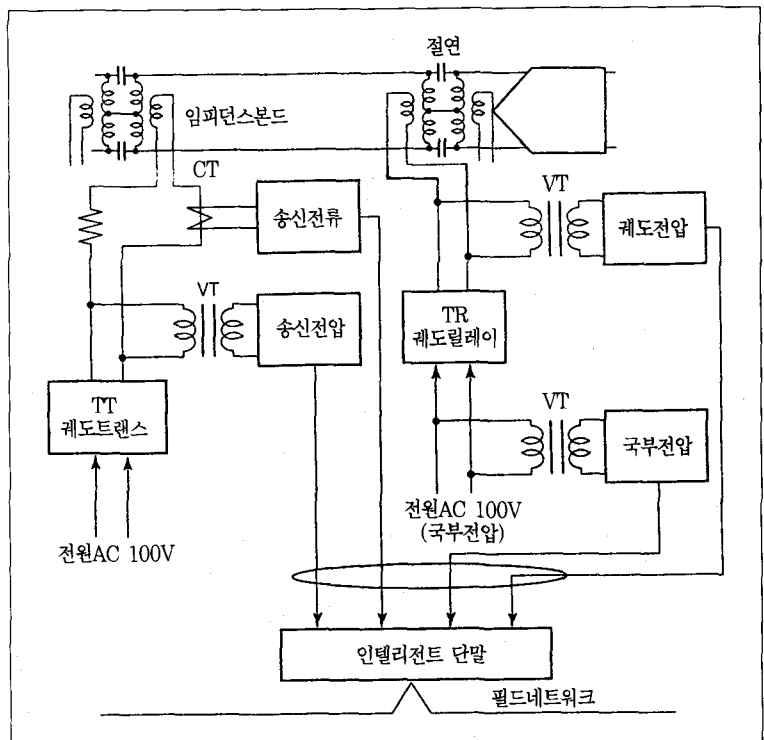 절연
임피던스본드
CT
송신전류
VT
궤도전압
VT
송신전압
TR
궤도릴레이
TT
궤도트랜스
VT
국부전압
전원AC 100V
(국부전압)
전원AC 100V
인텔리전트 단말
필드네트워크